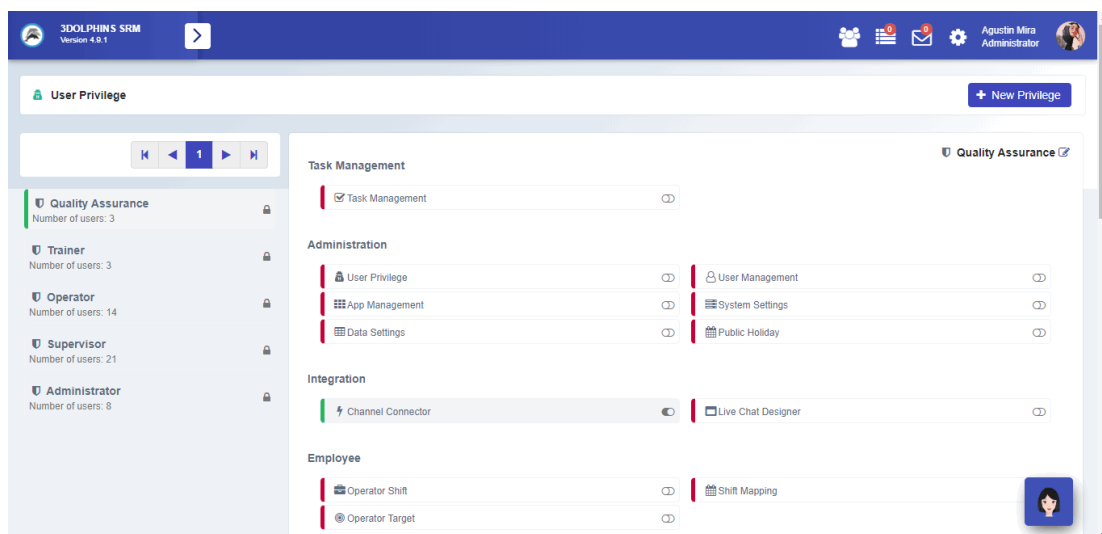 3DOLPHINS SRM
Version 4.9.1
0
0
Agustin Mira
Administrator
User Privilege
+ New Privilege
1
Quality Assurance
Number of users: 3
Trainer
Number of users: 3
Operator
Number of users: 14
Supervisor
Number of users: 21
Administrator
Number of users: 8
Quality Assurance
Task Management
Task Management
Administration
User Privilege
User Management
App Management
System Settings
Data Settings
Public Holiday
Integration
Channel Connector
Live Chat Designer
Employee
Operator Shift
Shift Mapping
Operator Target